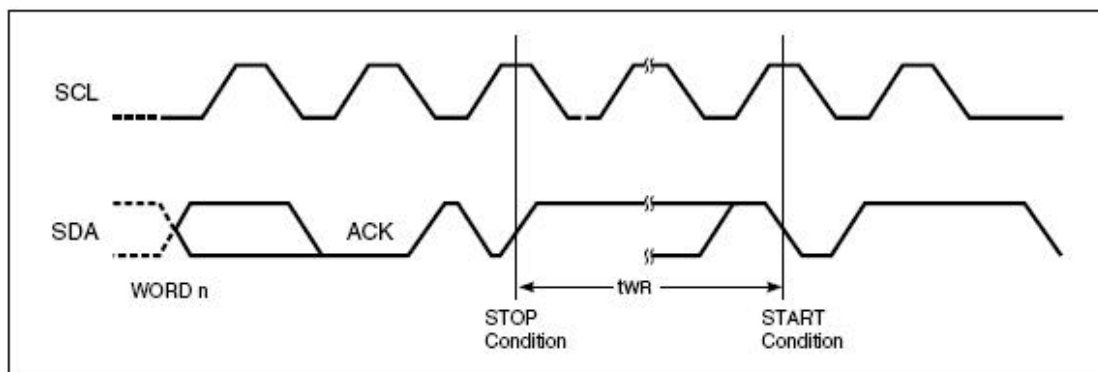 SCL
SDA
ACK
WORD n
tWR
STOP
Condition
START
Condition